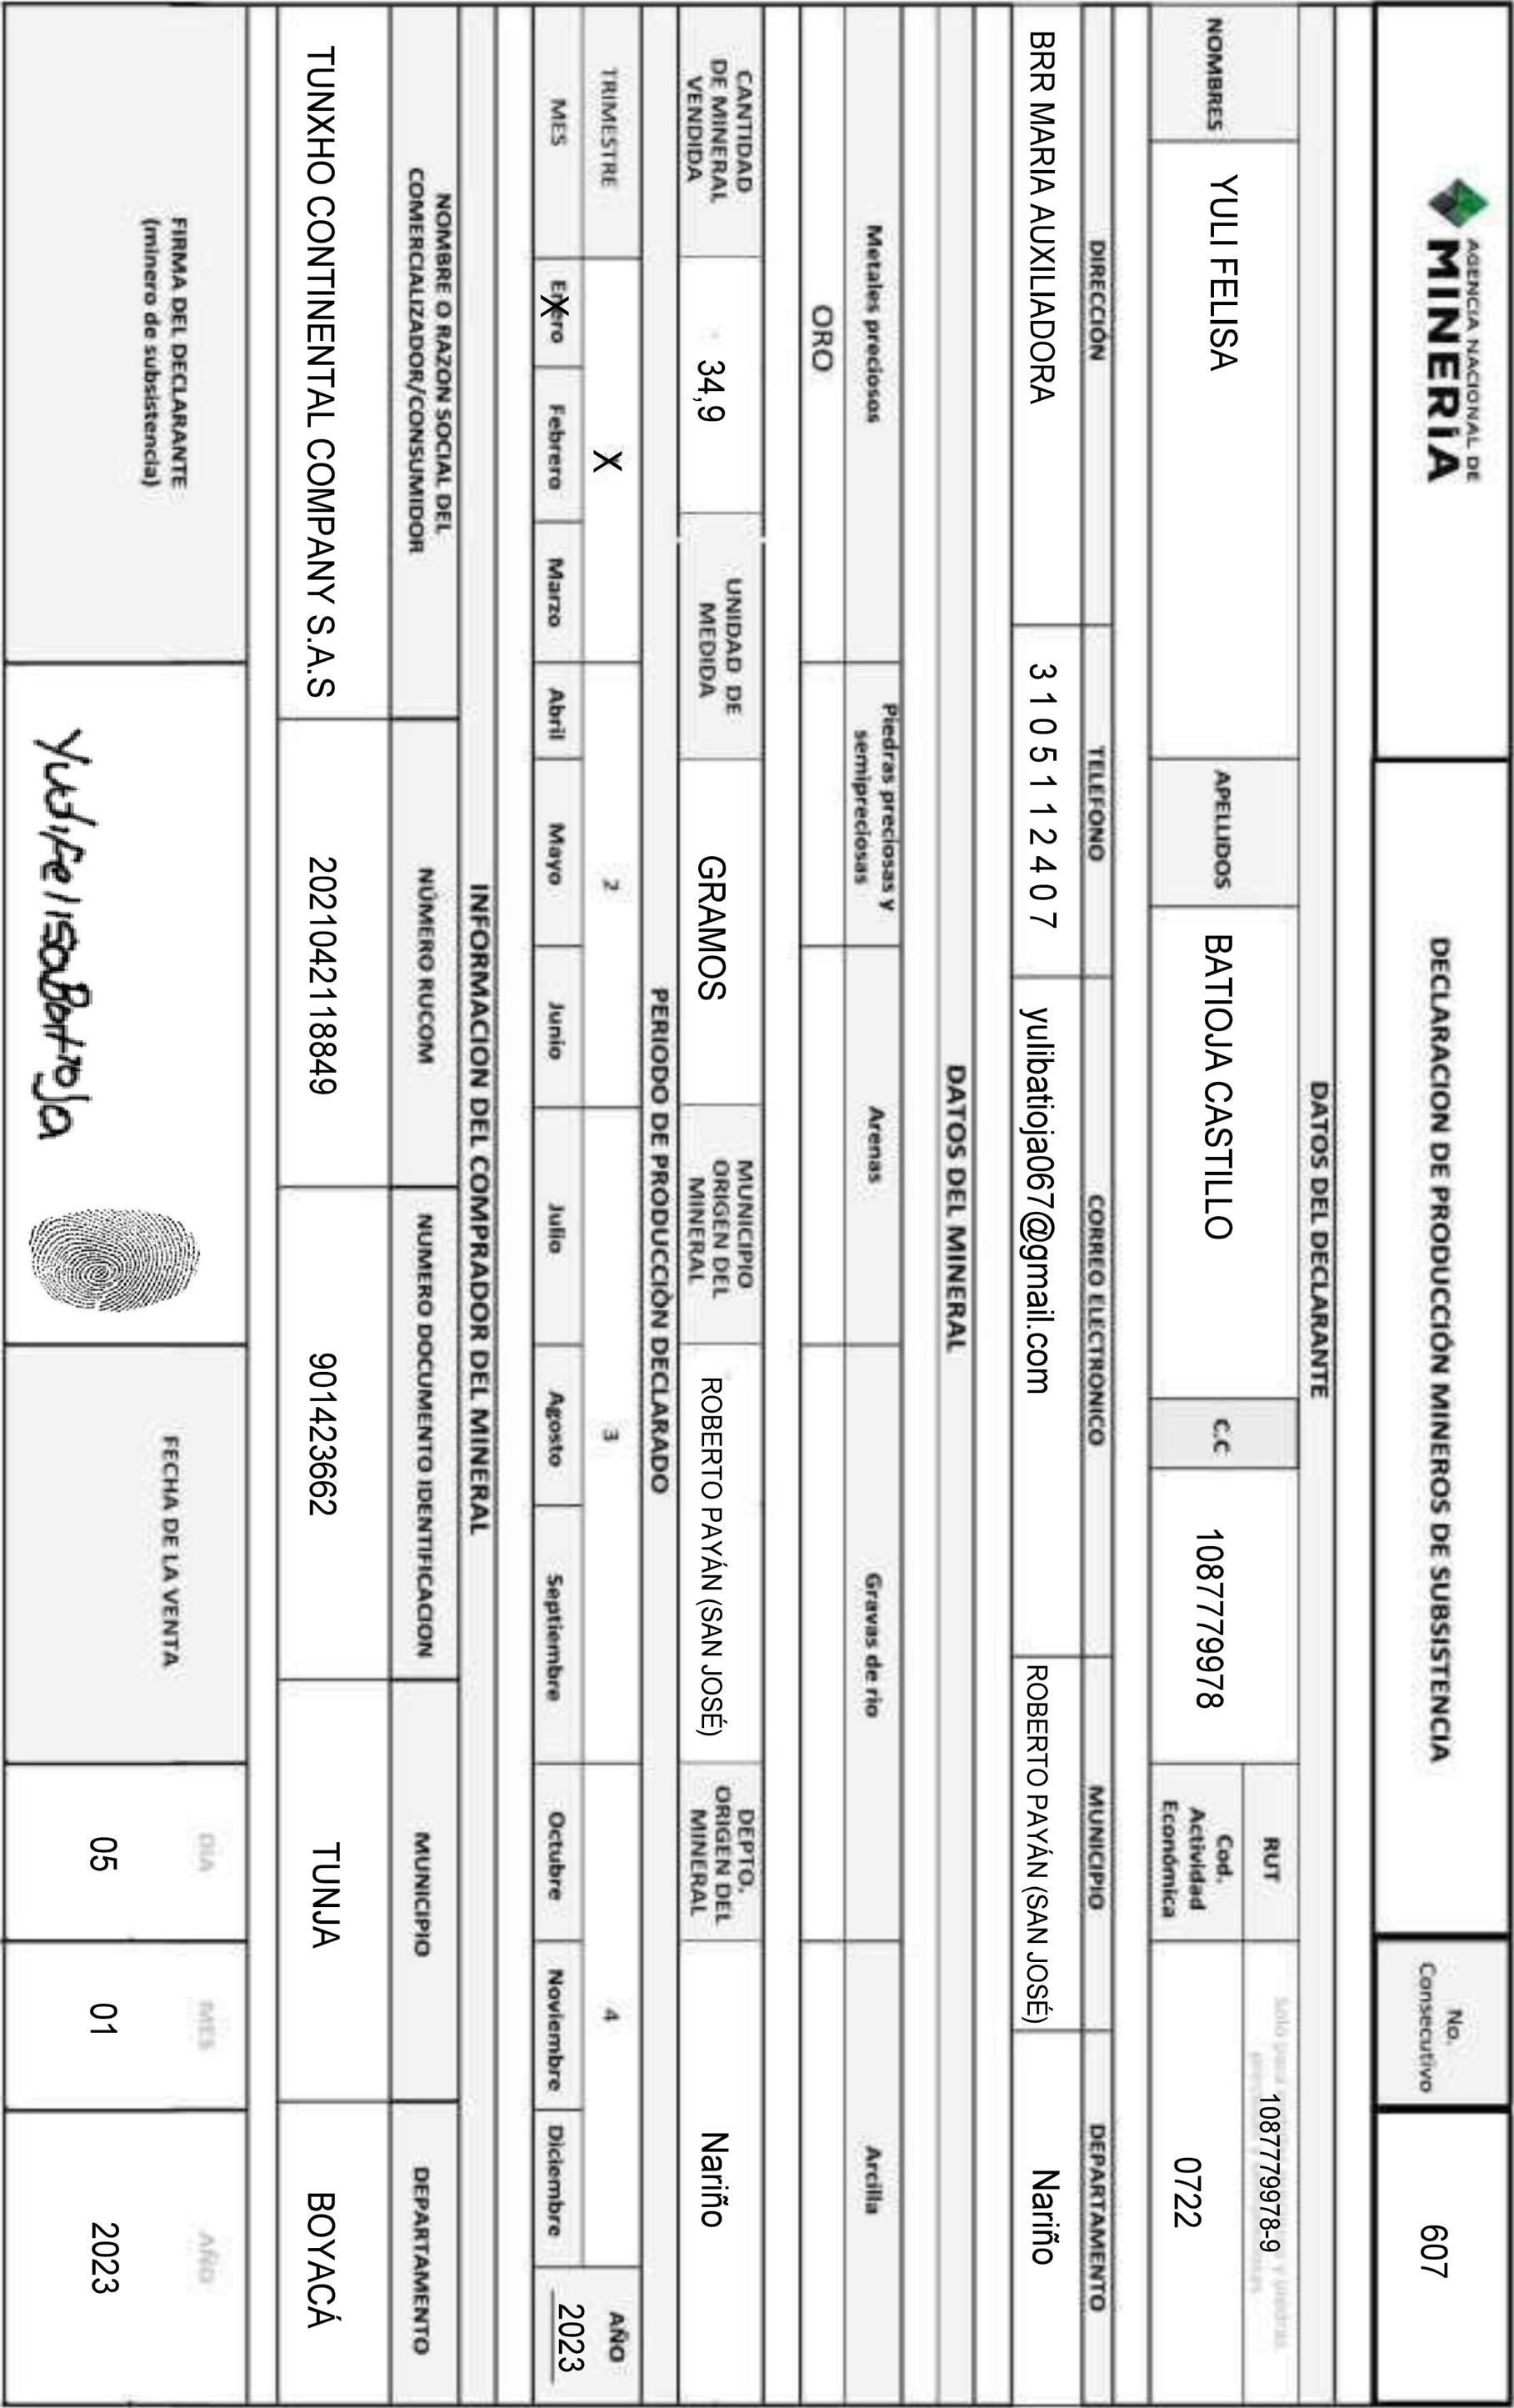 AGENCIA NACIONAL DE
MINERÍA
DECLARACION DE PRODUCCIÓN MINEROS DE SUBSISTENCIA
No.
Consecutivo
607
DATOS DEL DECLARANTE
NOMBRES
YULI FELISA
APELLIDOS
BATIOJA CASTILLO
C.C
1087779978
RUT
1087779978-9
Cod.
Actividad
Económica
0722
DIRECCIÓN
TELEFONO
CORREO ELECTRONICO
MUNICIPIO
DEPARTAMENTO
BRR MARIA AUXILIADORA
3 1 0 5 1 1 2 4 0 7
yulibatioja067@gmail.com
ROBERTO PAYÁN (SAN JOSÉ)
Nariño
DATOS DEL MINERAL
Metales preciosos
Piedras preciosas y
semipreciosas
Arenas
Gravas de rio
Arcilla
ORO
CANTIDAD
DE MINERAL
VENDIDA
34,9
UNIDAD DE
MEDIDA
GRAMOS
MUNICIPIO
ORIGEN DEL
MINERAL
ROBERTO PAYÁN (SAN JOSÉ)
DEPTO.
ORIGEN DEL
MINERAL
Nariño
PERIODO DE PRODUCCIÓN DECLARADO
TRIMESTRE
X
2
3
4
AÑO
MES
Enero
X
Febrero
Marzo
Abril
Mayo
Junio
Julio
Agosto
Septiembre
Octubre
Noviembre
Diciembre
2023
INFORMACIÓN DEL COMPRADOR DEL MINERAL
NOMBRE O RAZON SOCIAL DEL
COMERCIALIZADOR/CONSUMIDOR
NÚMERO RUCOM
NUMERO DOCUMENTO IDENTIFICACION
MUNICIPIO
DEPARTAMENTO
TUNXHO CONTINENTAL COMPANY S.A.S
2021042118849
901423662
TUNJA
BOYACÁ
FIRMA DEL DECLARANTE
(minero de subsistencia)
Yuli felisa Batioja
FECHA DE LA VENTA
DÍA
MES
AÑO
05
01
2023